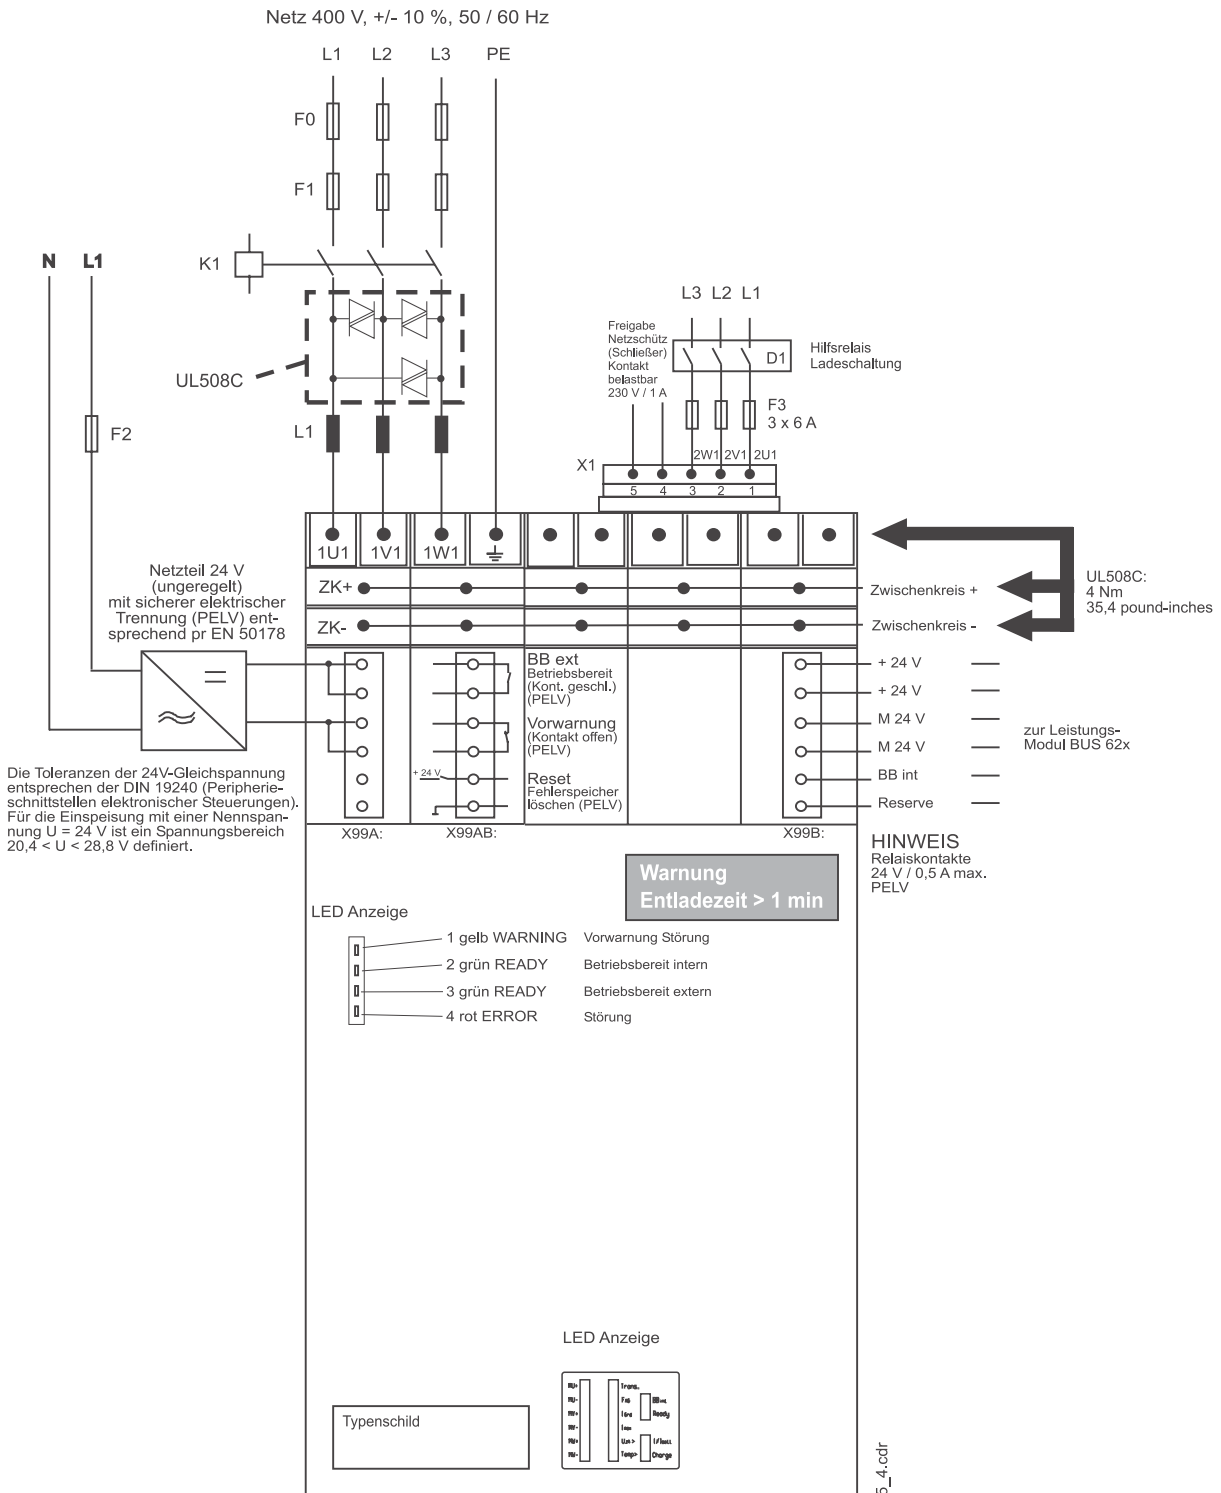 Netz 400 V, +/- 10 %, 50 / 60 Hz
L1 L2 L3 PE
F0
F1
N L1
K1
UL508C
F2
L1
L3 L2 L1
Freigabe
Netzschütz
(Schließer)
Kontakt
belastbar
230 V / 1 A
D1
Hilfsrelais
Ladeschaltung
F3
3 x 6 A
2W1 2V1 2U1
X1
5 4 3 2 1
1U1 1V1 1W1
ZK+
Zwischenkreis +
ZK-
Zwischenkreis -
UL508C:
4 Nm
35,4 pound-inches
Netzteil 24 V
(ungeregelt)
mit sicherer elektrischer
Trennung (PELV) ent-
sprechend pr EN 50178
BB ext
Betriebsbereit
(Kont. geschl.)
(PELV)
Vorwarnung
(Kontakt offen)
(PELV)
+ 24 V
Reset
Fehlerspeicher
löschen (PELV)
+ 24 V
+ 24 V
M 24 V
M 24 V
BB int
Reserve
zur Leistungs-
Modul BUS 62x
Die Toleranzen der 24V-Gleichspannung
entsprechen der DIN 19240 (Peripherie-
schnittstellen elektronischer Steuerungen).
Für die Einspeisung mit einer Nennspan-
nung U = 24 V ist ein Spannungsbereich
20,4 < U < 28,8 V definiert.
X99A: X99AB: X99B:
HINWEIS
Relaiskontakte
24 V / 0,5 A max.
PELV
Warnung
Entladezeit > 1 min
LED Anzeige
1 gelb WARNING Vorwarnung Störung
2 grün READY Betriebsbereit intern
3 grün READY Betriebsbereit extern
4 rot ERROR Störung
LED Anzeige
Typenschild
Trans.
Ready
Temp>
Charge
5_4.cdr